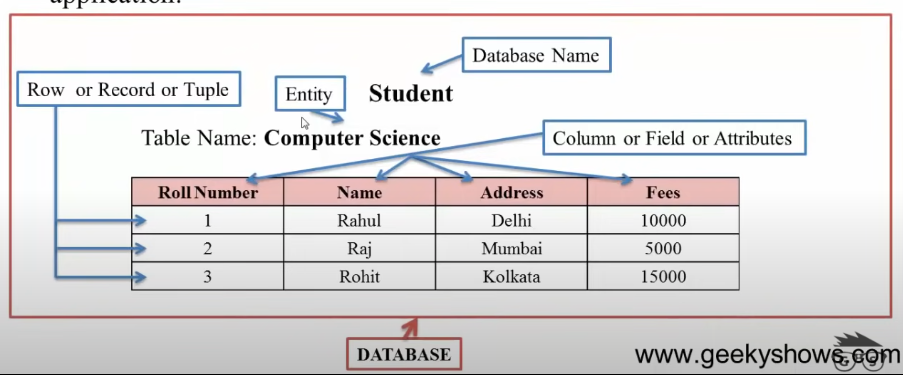 application.
Database Name
Row or Record or Tuple
Entity
Student
Table Name: Computer Science
Column or Field or Attributes
Roll Number Name Address Fees
1 Rahul Delhi 10000
2 Raj Mumbai 5000
3 Rohit Kolkata 15000
DATABASE
www.geekyshows.com